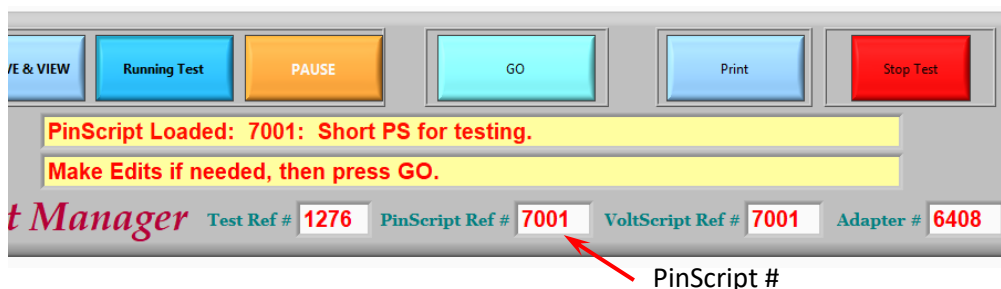 VE & VIEW Running Test PAUSE GO Print Stop Test
PinScript Loaded: 7001: Short PS for testing.
Make Edits if needed, then press GO.
t Manager Test Ref # 1276 PinScript Ref # 7001 VoltScript Ref # 7001 Adapter # 6408
PinScript #